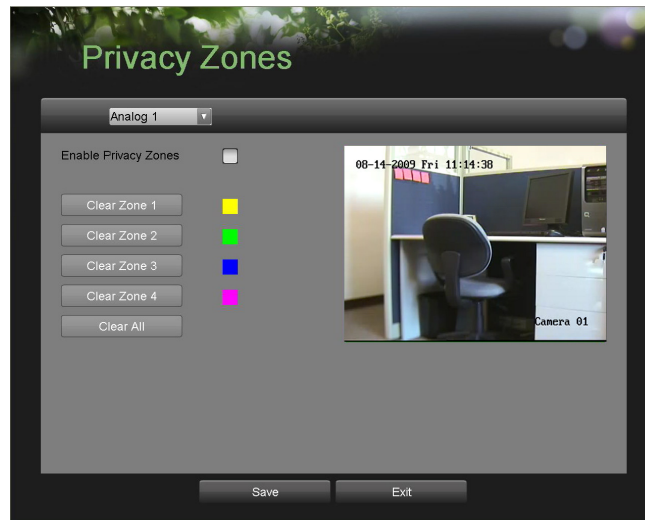 Privacy Zones
Analog 1
Enable Privacy Zones
08-14-2009 Fri 11:14:38
Clear Zone 1
Clear Zone 2
Clear Zone 3
Clear Zone 4
Camera 01
Clear All
Save
Exit